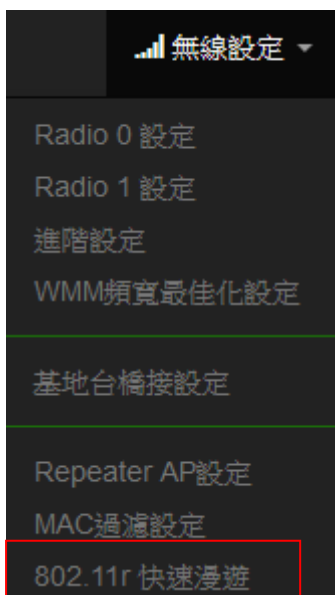 無線設定
Radio 0 設定
Radio 1 設定
進階設定
WMM頻寬最佳化設定
基地台橋接設定
Repeater AP設定
MAC過濾設定
802.11r 快速漫遊